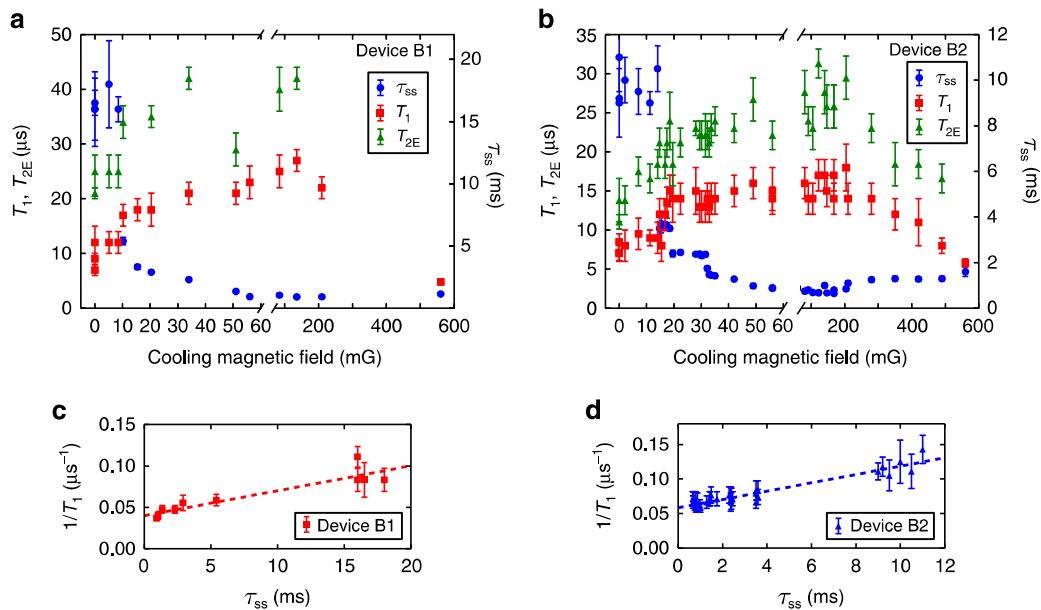 a
Device B1
τss
T1
T2E
T1, T2E (μs)
50
40
30
20
10
0
τss (ms)
20
15
10
5
0
0 10 20 30 40 50 60 200 400 600
Cooling magnetic field (mG)
b
Device B2
τss
T1
T2E
T1, T2E (μs)
35
30
25
20
15
10
5
0
τss (ms)
12
10
8
6
4
2
0
0 10 20 30 40 50 60 200 400 600
Cooling magnetic field (mG)
c
1/T1 (μs−1)
0.15
0.10
0.05
0.00
Device B1
0 5 10 15 20
τss (ms)
d
1/T1 (μs−1)
0.15
0.10
0.05
0.00
Device B2
0 2 4 6 8 10 12
τss (ms)